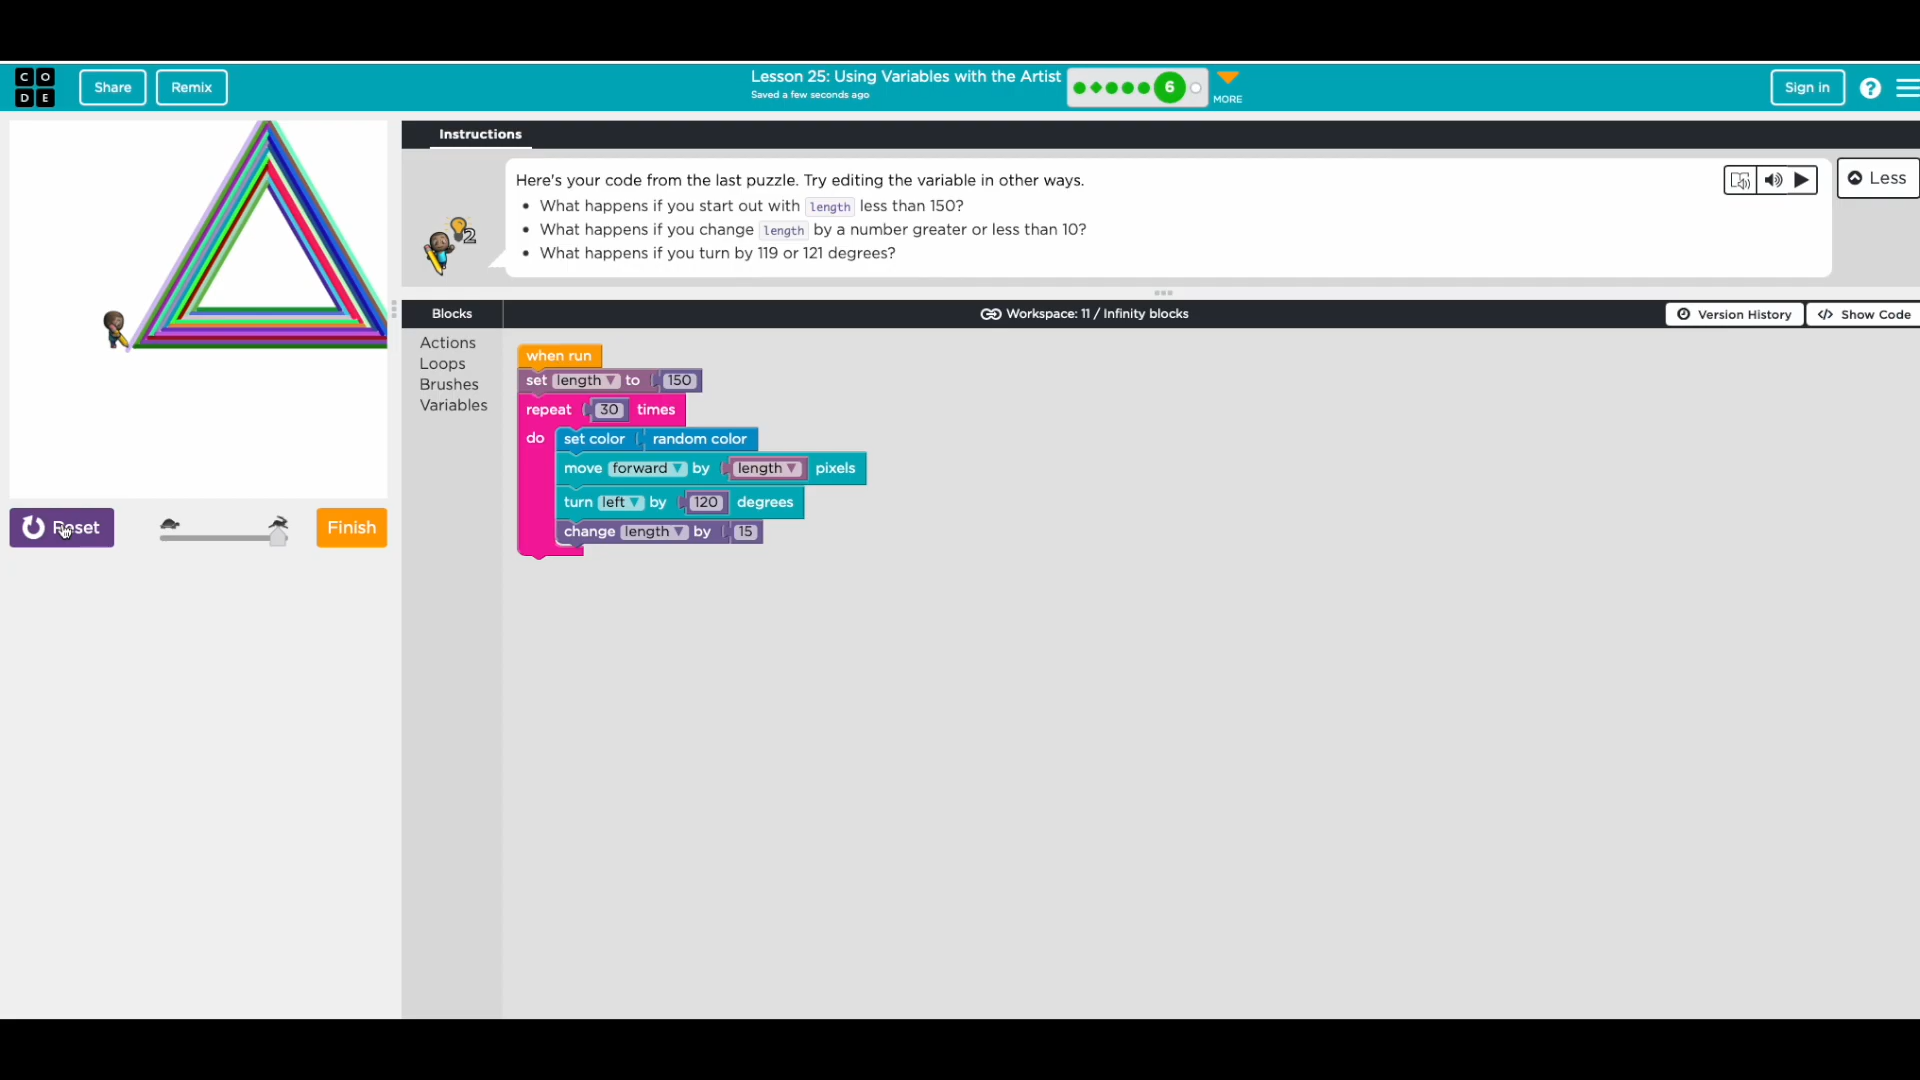 C O
D E
Share
Remix
Lesson 25: Using Variables with the Artist
Saved a few seconds ago
6
MORE
Sign in
?
Instructions
Here's your code from the last puzzle. Try editing the variable in other ways.
• What happens if you start out with length less than 150?
• What happens if you change length by a number greater or less than 10?
• What happens if you turn by 119 or 121 degrees?
2
Less
Blocks
Workspace: 11 / Infinity blocks
Version History
</> Show Code
Actions
Loops
Brushes
Variables
when run
set length ▼ to 150
repeat 30 times
do set color random color
move forward ▼ by length ▼ pixels
turn left ▼ by 120 degrees
change length ▼ by 15
Reset
Finish